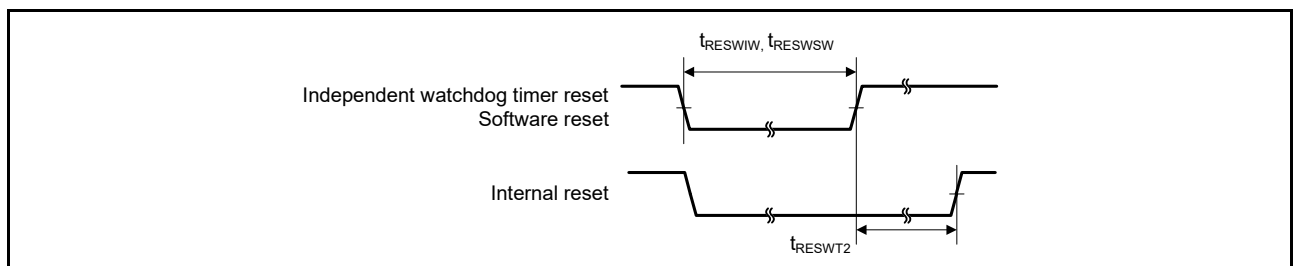 tRESWIW, tRESWSW
Independent watchdog timer reset
Software reset
Internal reset
tRESWT2